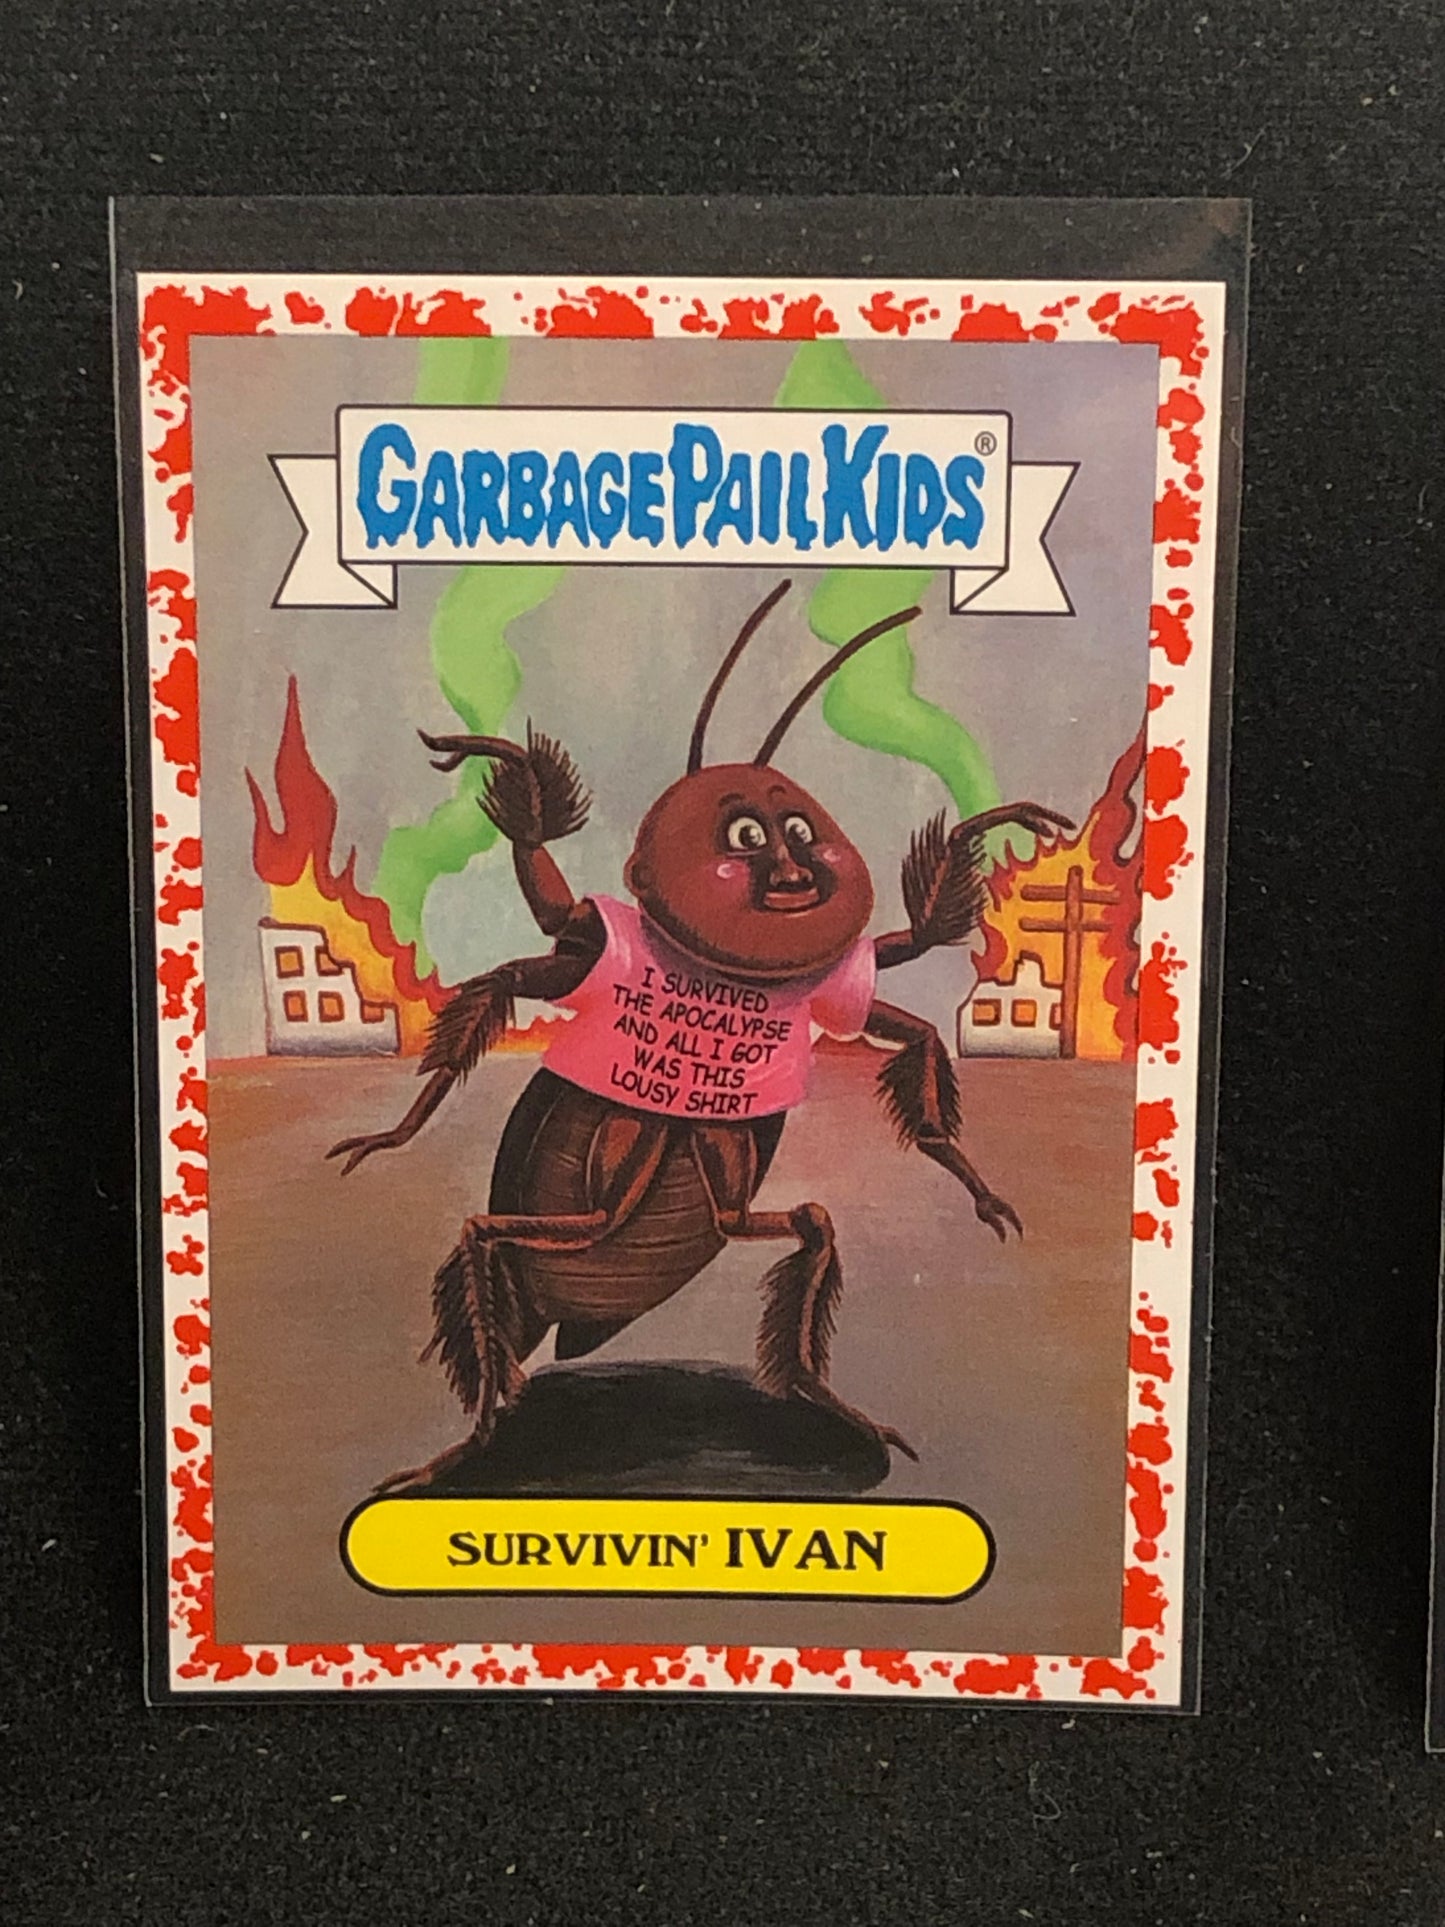 GARBAGE PAIL KIDS®
I SURVIVED
THE APOCALYPSE
AND ALL I GOT
WAS THIS
LOUSY SHIRT
SURVIVIN' IVAN